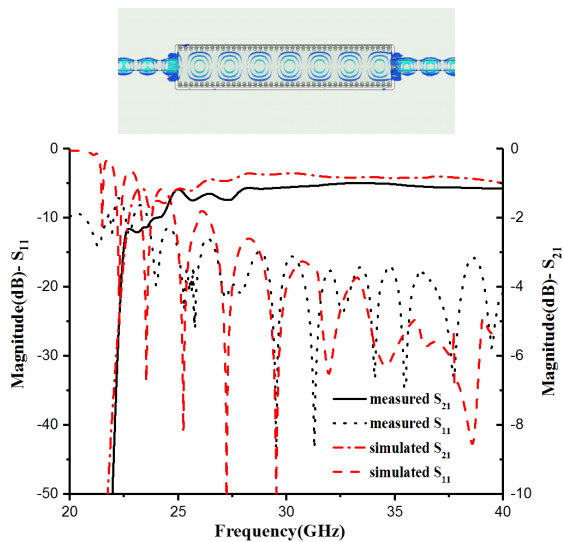 0
-10
-20
-30
-40
-50
0
-2
-4
-6
-8
-10
20
25
30
35
40
Magnitude(dB)- S11
Magnitude(dB)- S21
Frequency(GHz)
measured S21
measured S11
simulated S21
simulated S11